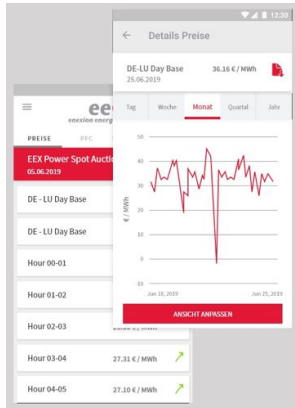 12:30
Details Preise
DE-LU Day Base 36.16 € / MWh
25.06.2019
Tag Woche Monat Quartal Jahr
50
40
30
20
10
0
-10
€ / MWh
Jun 18, 2019 Jun 25, 2019
ANSICHT ANPASSEN
enexion energ
PREISE PFC
EEX Power Spot Aucti
05.06.2019
DE - LU Day Base
DE - LU Day Base
Hour 00-01
Hour 01-02
Hour 02-03
Hour 03-04 27.31 € / MWh
Hour 04-05 27.10 € / MWh